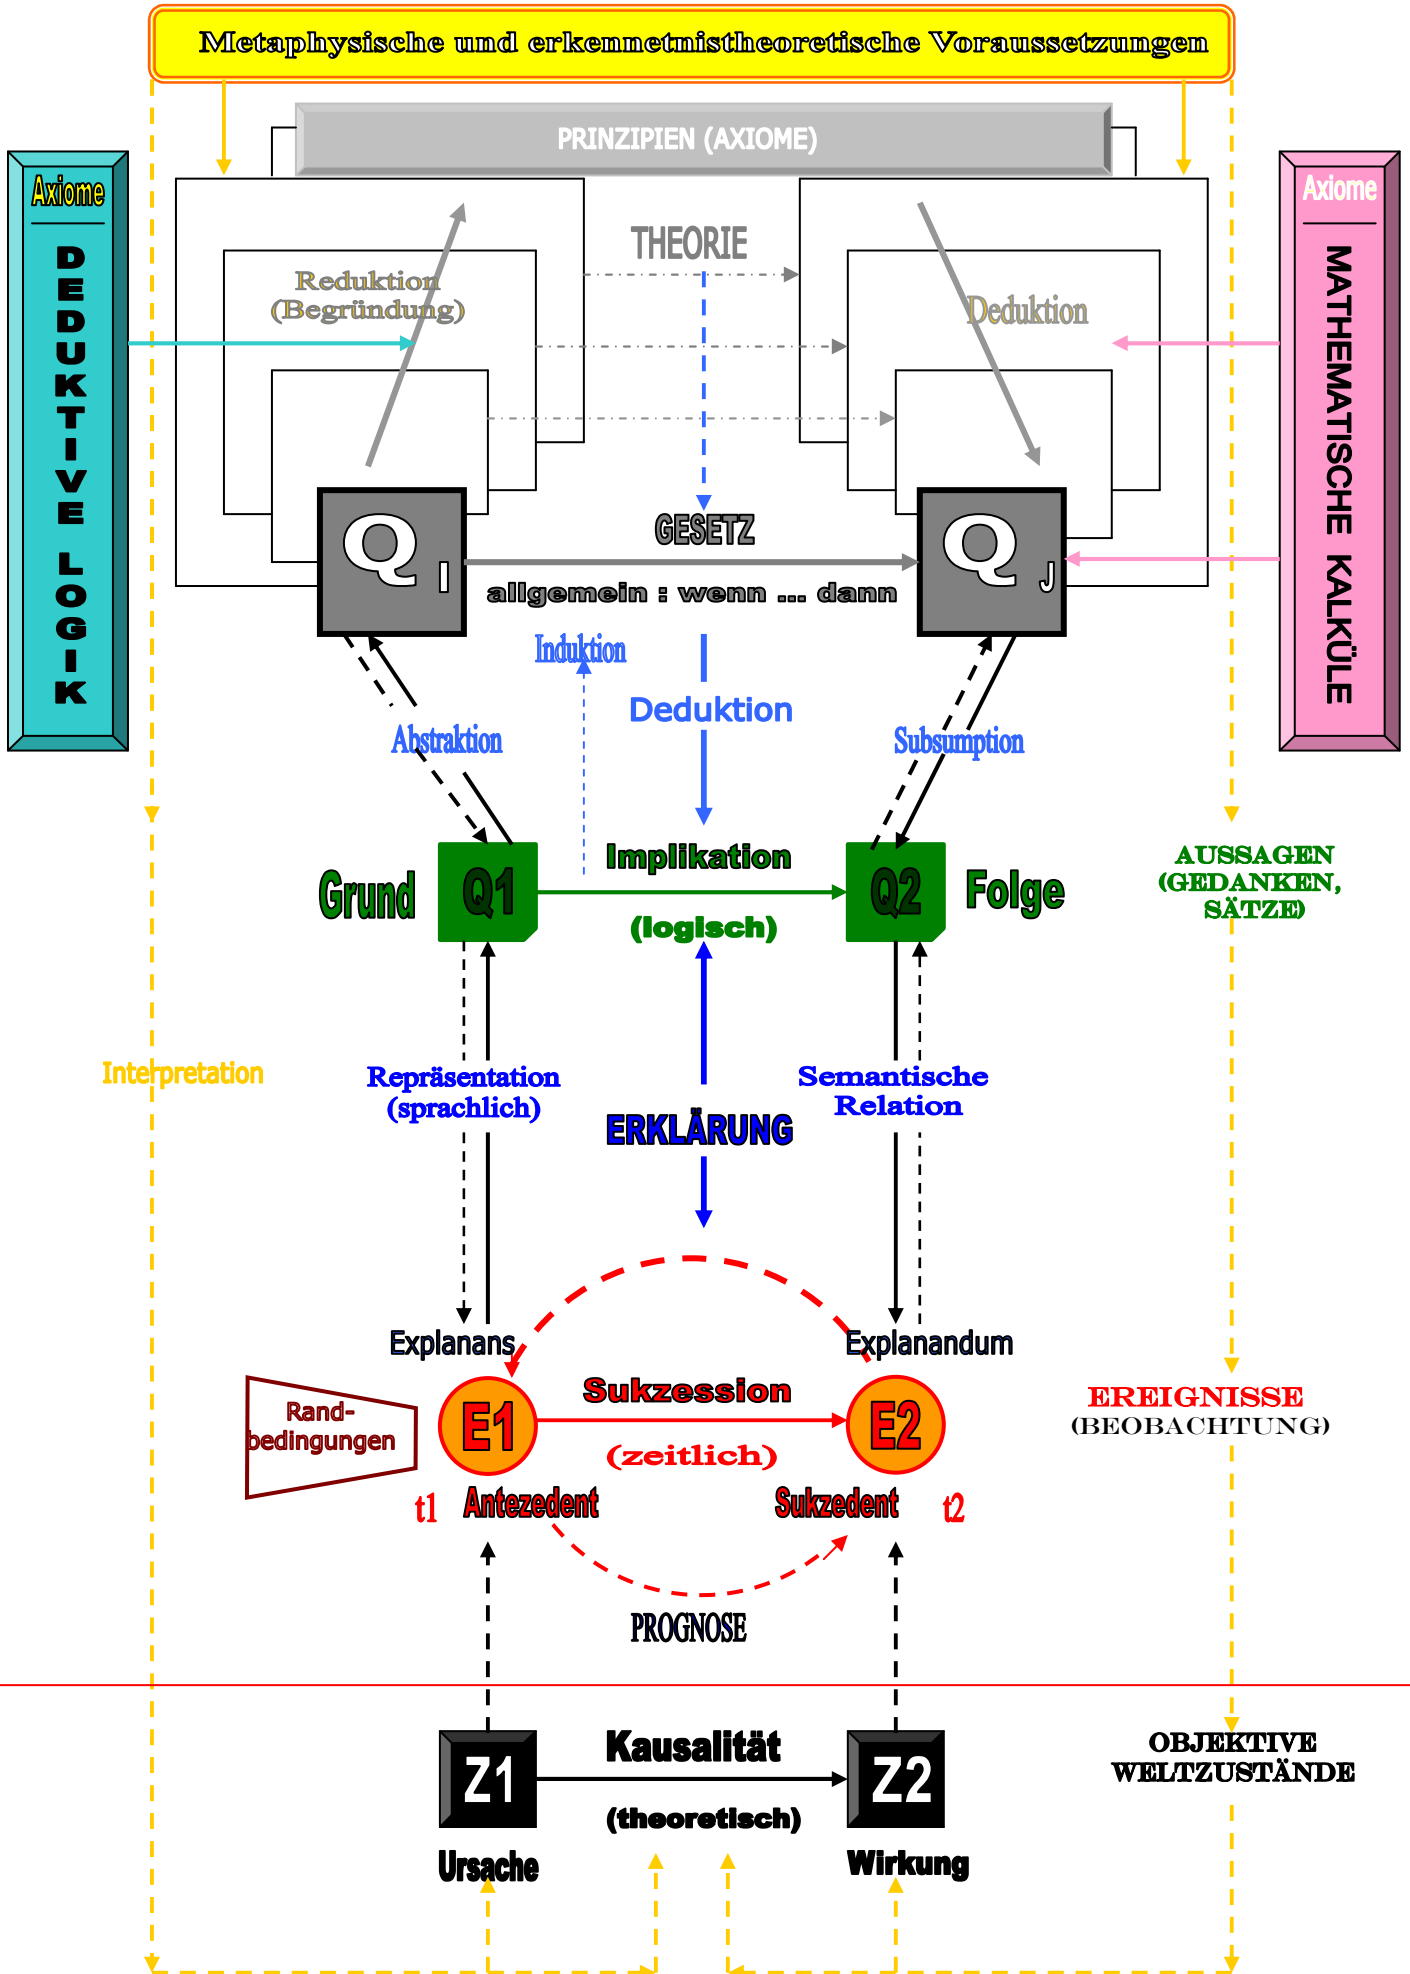 Metaphysische und erkennetnistheoretische Voraussetzungen
PRINZIPIEN (AXIOME)
Axiome
DEDUKTIVE LOGIK
Axiome
MATHEMATISCHE KALKÜLE
THEORIE
Reduktion
(Begründung)
Deduktion
Q I
GESETZ
allgemein : wenn ... dann
Q J
Induktion
Deduktion
Abstraktion
Subsumption
Grund
Q1
Implikation
(logisch)
Q2
Folge
AUSSAGEN
(GEDANKEN,
SÄTZE)
Interpretation
Repräsentation
(sprachlich)
Semantische
Relation
ERKLÄRUNG
Explanans
Explanandum
Rand-
bedingungen
E1
Sukzession
(zeitlich)
E2
EREIGNISSE
(BEOBACHTUNG)
t1
Antezedent
Sukzedent
t2
PROGNOSE
Z1
Kausalität
(theoretisch)
Z2
OBJEKTIVE
WELTZUSTÄNDE
Ursache
Wirkung